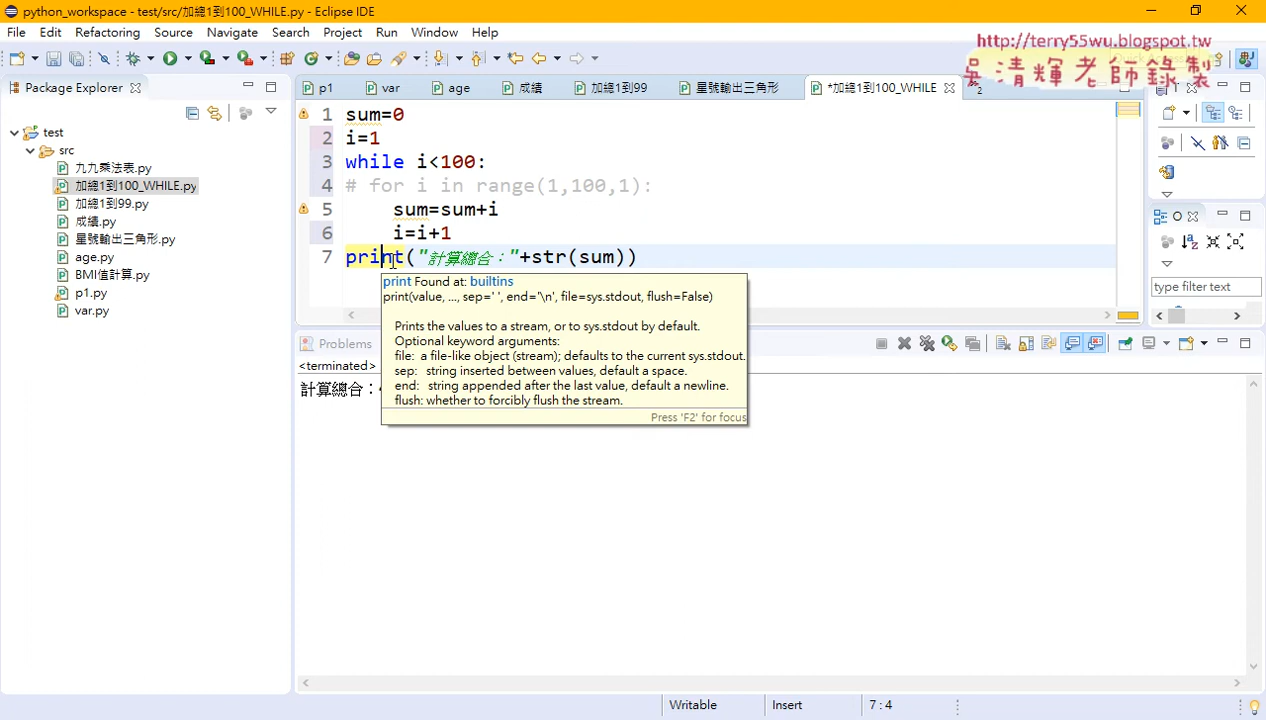 python_workspace - test/src/加總1到100_WHILE.py - Eclipse IDE
File Edit Refactoring Source Navigate Search Project Run Window Help
http://terry55wu.blogspot.tw
吳清輝老師錄製
Package Explorer
p1 var age 成績 加總1到99 星號輸出三角形 *加總1到100_WHILE 2
test
src
九九乘法表.py
加總1到100_WHILE.py
加總1到99.py
成績.py
星號輸出三角形.py
age.py
BMI值計算.py
p1.py
var.py
1 sum=0
2 i=1
3 while i<100:
4 # for i in range(1,100,1):
5 sum=sum+i
6 i=i+1
7 print("計算總合："+str(sum))
print Found at: builtins
print(value, ..., sep=' ', end='\n', file=sys.stdout, flush=False)
Prints the values to a stream, or to sys.stdout by default.
Optional keyword arguments:
file: a file-like object (stream); defaults to the current sys.stdout.
sep: string inserted between values, default a space.
end: string appended after the last value, default a newline.
flush: whether to forcibly flush the stream.
Press 'F2' for focus
Problems
<terminated>
計算總合：
O
type filter text
Writable Insert 7 : 4